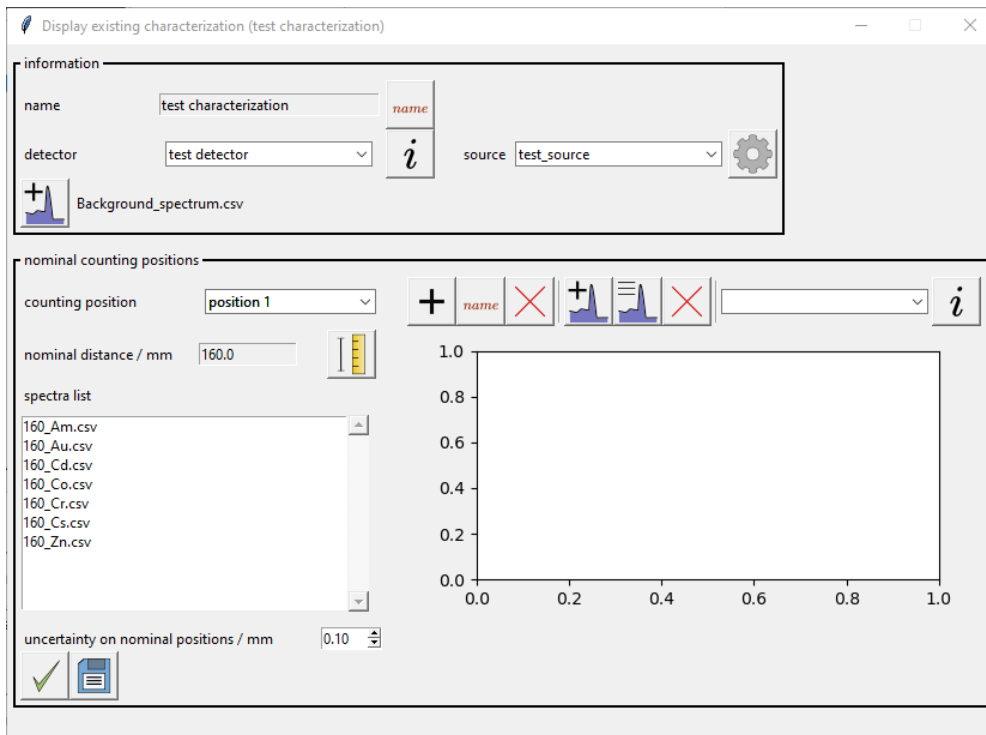 Display existing characterization (test characterization)
information
name
test characterization
name
detector
test detector
i
source
test_source
Background_spectrum.csv
nominal counting positions
counting position
position 1
name
i
nominal distance / mm
160.0
spectra list
160_Am.csv
160_Au.csv
160_Cd.csv
160_Co.csv
160_Cr.csv
160_Cs.csv
160_Zn.csv
1.0
0.8
0.6
0.4
0.2
0.0
0.0 0.2 0.4 0.6 0.8 1.0
uncertainty on nominal positions / mm
0.10